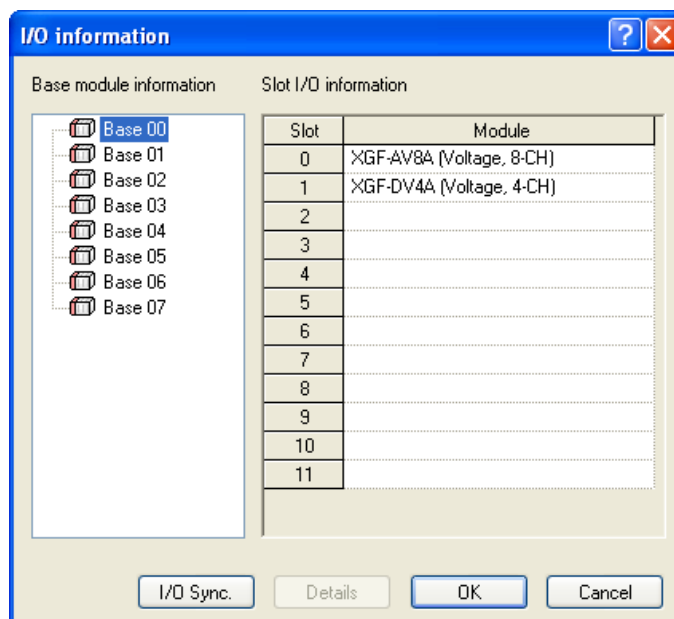 I/O information
Base module information
Slot I/O information
Base 00
Base 01
Base 02
Base 03
Base 04
Base 05
Base 06
Base 07
Slot Module
0 XGF-AV8A (Voltage, 8-CH)
1 XGF-DV4A (Voltage, 4-CH)
2
3
4
5
6
7
8
9
10
11
I/O Sync. Details OK Cancel